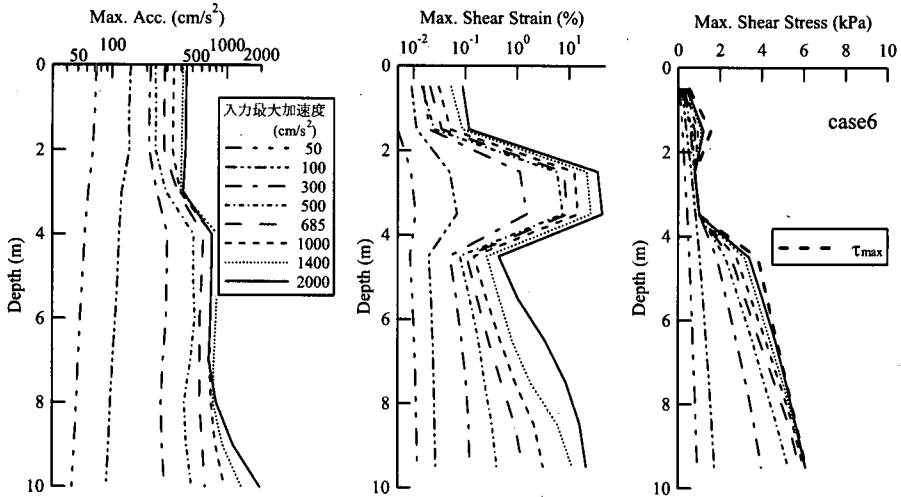 Max. Acc. (cm/s²)
50 100 500 1000 2000
0
2
4
6
8
10
Depth (m)
入力最大加速度
(cm/s²)
50
100
300
500
685
1000
1400
2000
Max. Shear Strain (%)
10⁻² 10⁻¹ 10⁰ 10¹
0
2
4
6
8
10
Depth (m)
Max. Shear Stress (kPa)
0 2 4 6 8 10
0
2
4
6
8
10
Depth (m)
case6
τmax